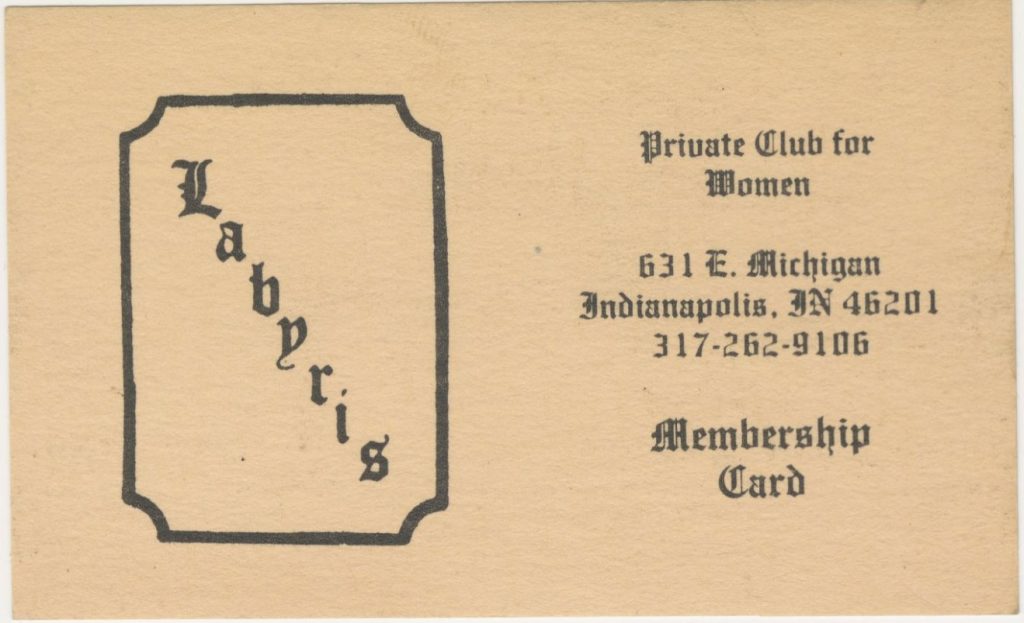 Labyris
Private Club for
Women
631 E. Michigan
Indianapolis, IN 46201
317-262-9106
Membership
Card